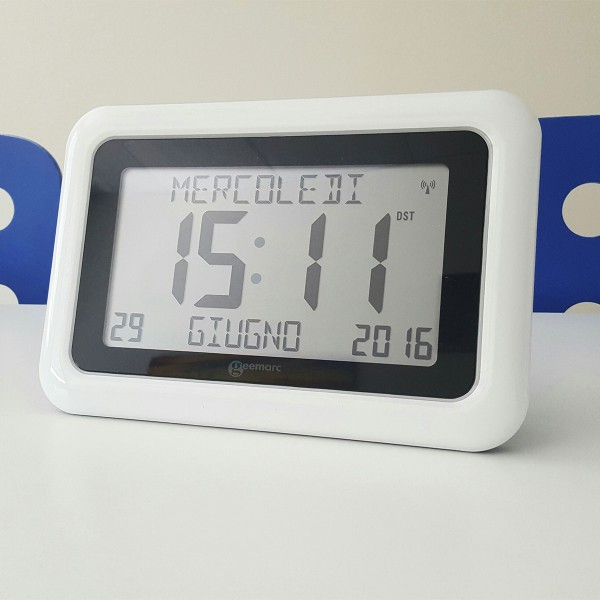 MERCOLEDI
15:11 DST
29 GIUGNO 2016
geemarc